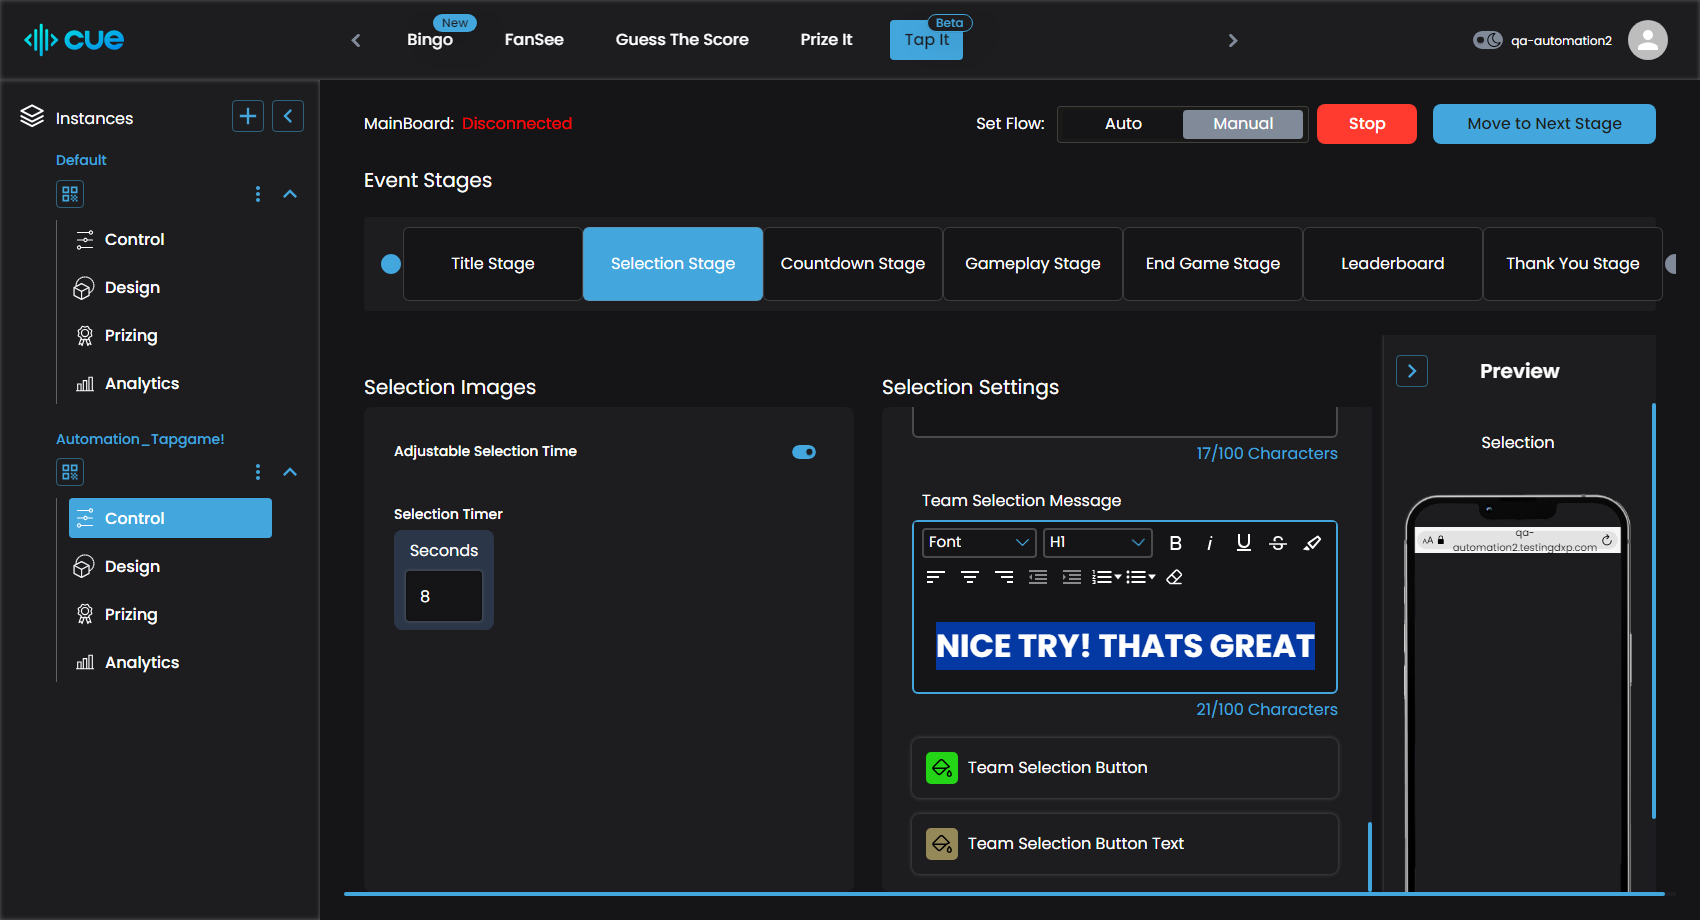 cue
New
Bingo
FanSee
Guess The Score
Prize It
Beta
Tap It
qa-automation2
Instances
Default
Control
Design
Prizing
Analytics
Automation_Tapgame!
Control
Design
Prizing
Analytics
MainBoard: Disconnected
Set Flow:
Auto
Manual
Stop
Move to Next Stage
Event Stages
Title Stage
Selection Stage
Countdown Stage
Gameplay Stage
End Game Stage
Leaderboard
Thank You Stage
Selection Images
Adjustable Selection Time
Selection Timer
Seconds
8
Selection Settings
17/100 Characters
Team Selection Message
Font
H1
B
i
U
S
NICE TRY! THATS GREAT
21/100 Characters
Team Selection Button
Team Selection Button Text
Preview
Selection
AA
qa-
automation2.testingdxp.com